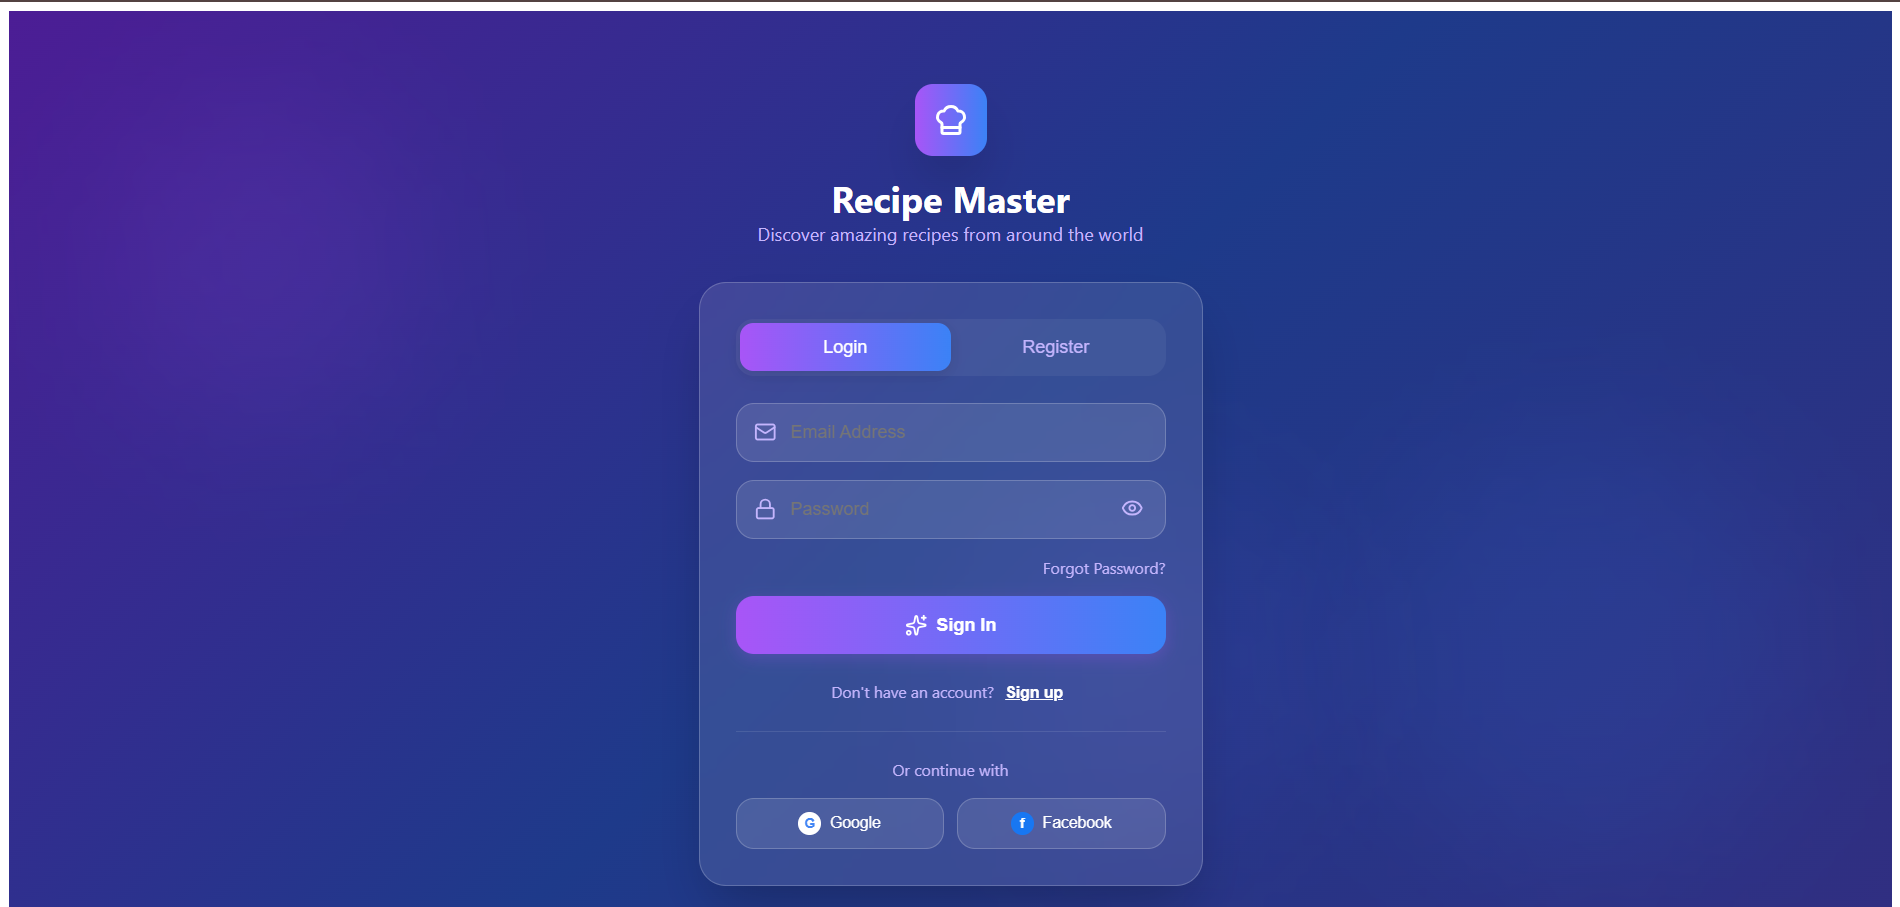 Recipe Master
Discover amazing recipes from around the world
Login Register
Email Address
Password
Forgot Password?
Sign In
Don't have an account? Sign up
Or continue with
G Google f Facebook